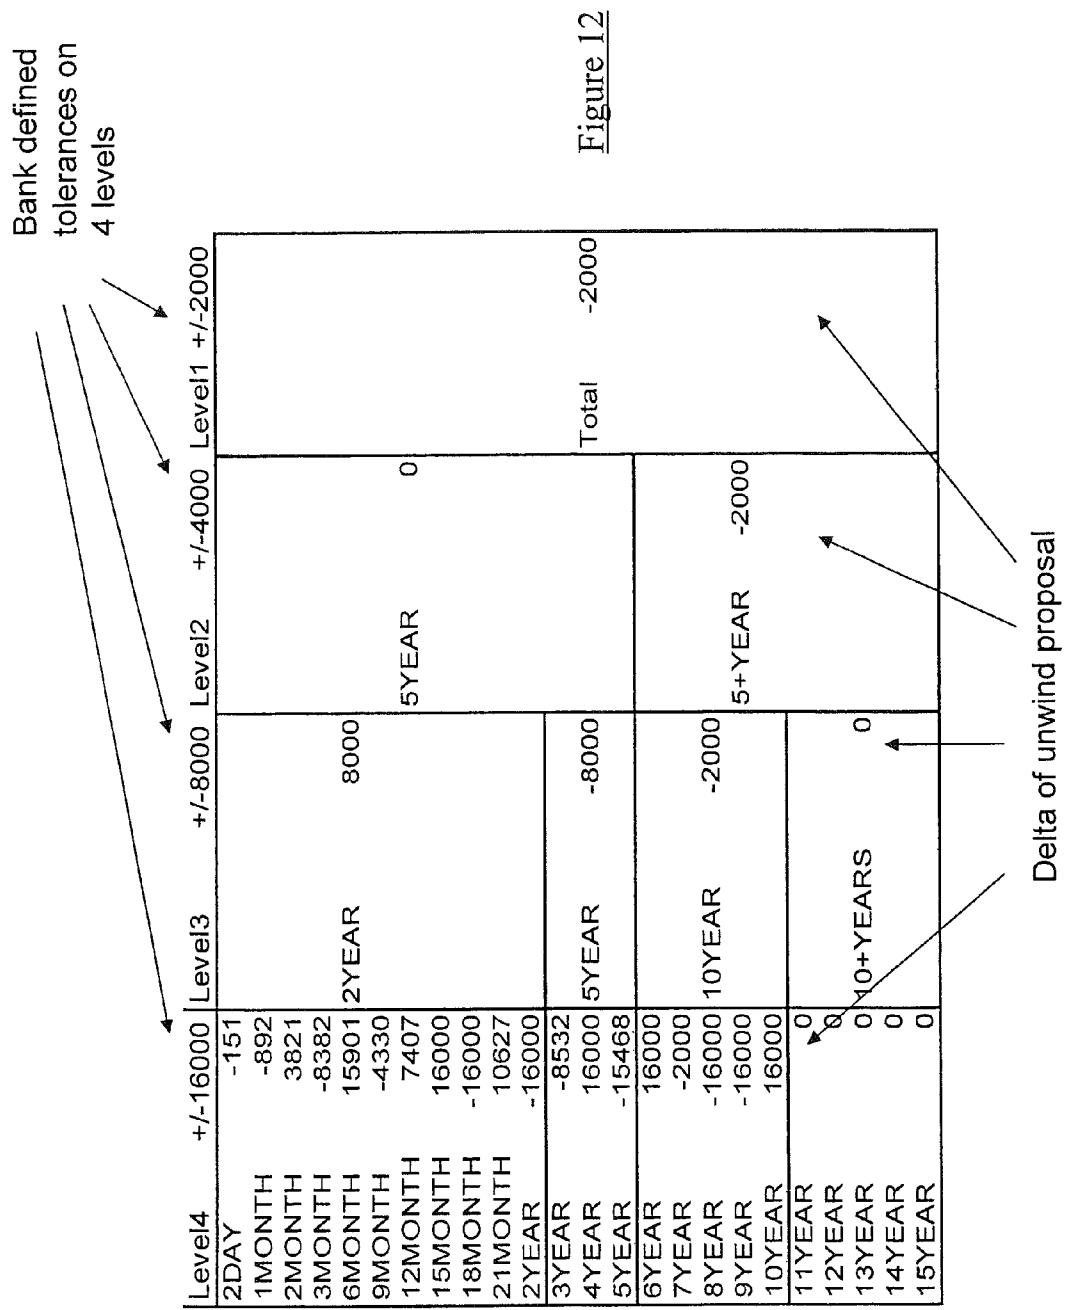 Bank defined
tolerances on
4 levels
Level4 +/-16000 Level3 +/-8000 Level2 +/-4000 Level1 +/-2000
2DAY -151
1MONTH -892
2MONTH 3821
3MONTH -8382
6MONTH 15901 2YEAR 8000
9MONTH -4330
12MONTH 7407 5YEAR 0
15MONTH 16000
18MONTH -16000
21MONTH 10627
2YEAR -16000
3YEAR -8532
4YEAR 16000 5YEAR -8000 Total -2000
5YEAR -15468
6YEAR 16000
7YEAR -2000
8YEAR -16000 10YEAR -2000
9YEAR -16000 5+YEAR -2000
10YEAR 16000
11YEAR 0
12YEAR 0
13YEAR 0 10+YEARS 0
14YEAR 0
15YEAR 0
Delta of unwind proposal
Figure 12